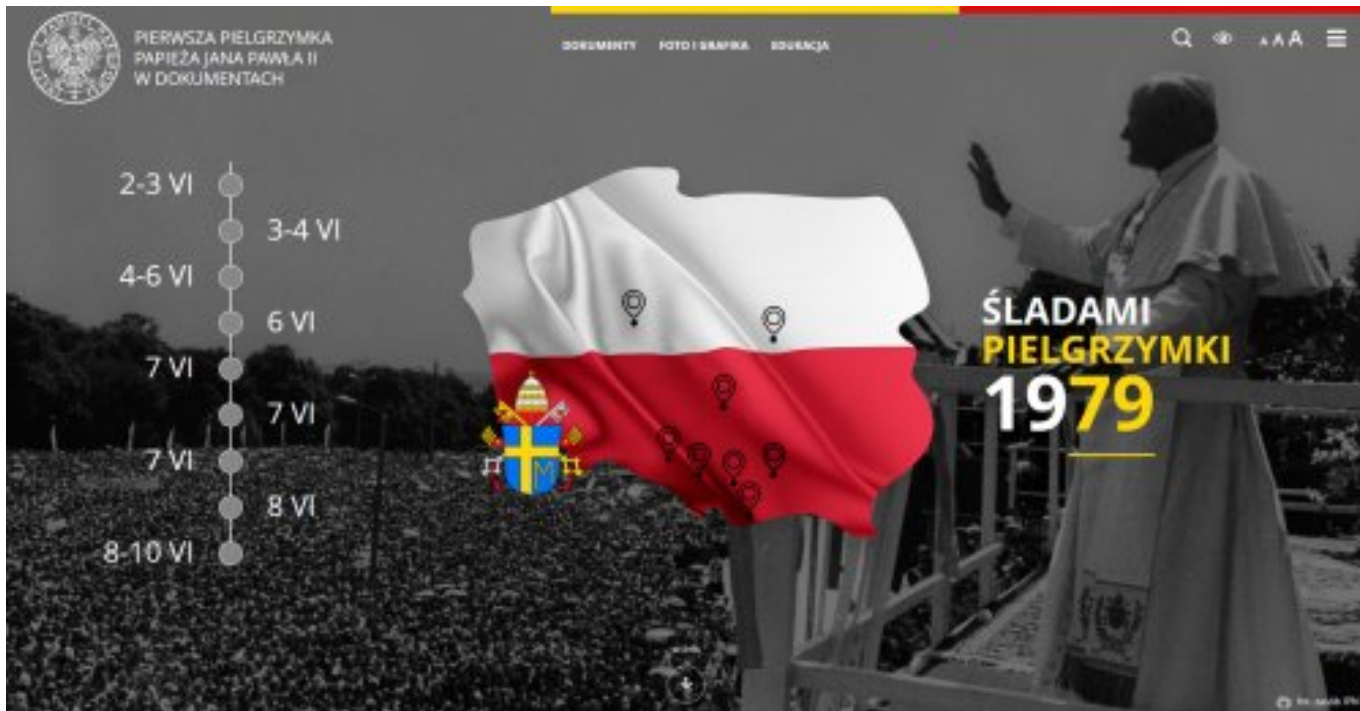 PIERWSZA PIELGRZYMKA
PAPIEŻA JANA PAWŁA II
W DOKUMENTACH
DOKUMENTY FOTO I GRAFIKA EDUKACJA
A A A
2-3 VI
3-4 VI
4-6 VI
6 VI
7 VI
7 VI
7 VI
8 VI
8-10 VI
ŚLADAMI
PIELGRZYMKI
1979
M